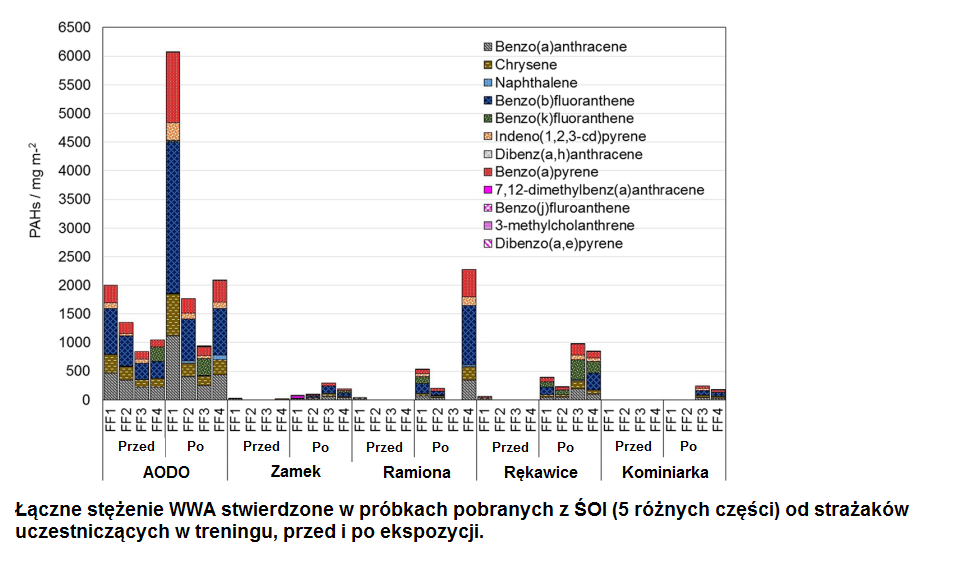 6500
6000
5500
5000
4500
4000
3500
3000
2500
2000
1500
1000
500
0
PAHs / mg m-2
Benzo(a)anthracene
Chrysene
Naphthalene
Benzo(b)fluoranthene
Benzo(k)fluoranthene
Indeno(1,2,3-cd)pyrene
Dibenz(a,h)anthracene
Benzo(a)pyrene
7,12-dimethylbenz(a)anthracene
Benzo(j)fluroanthene
3-methylcholanthrene
Dibenzo(a,e)pyrene
FF1 FF2 FF3 FF4 FF1 FF2 FF3 FF4 FF1 FF2 FF3 FF4 FF1 FF2 FF3 FF4 FF1 FF2 FF3 FF4 FF1 FF2 FF3 FF4 FF1 FF2 FF3 FF4 FF1 FF2 FF3 FF4 FF1 FF2 FF3 FF4 FF1 FF2 FF3 FF4
Przed Po Przed Po Przed Po Przed Po Przed Po
AODO Zamek Ramiona Rękawice Kominiarka
Łączne stężenie WWA stwierdzone w próbkach pobranych z ŚOI (5 różnych części) od strażaków
uczestniczących w treningu, przed i po ekspozycji.